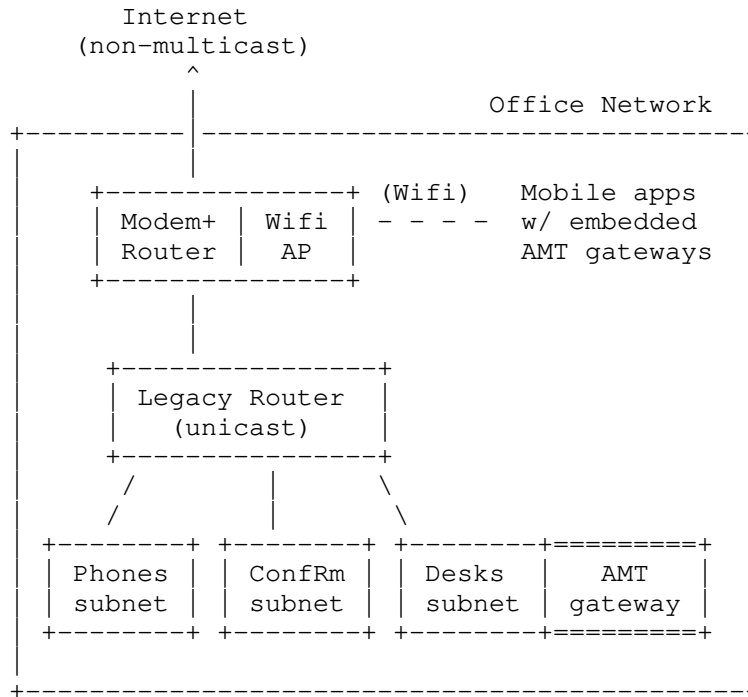 Internet
(non-multicast)
Office Network
(Wifi) Mobile apps
Modem+ Wifi w/ embedded
Router AP AMT gateways
Legacy Router
(unicast)
Phones ConfRm Desks AMT
subnet subnet subnet gateway